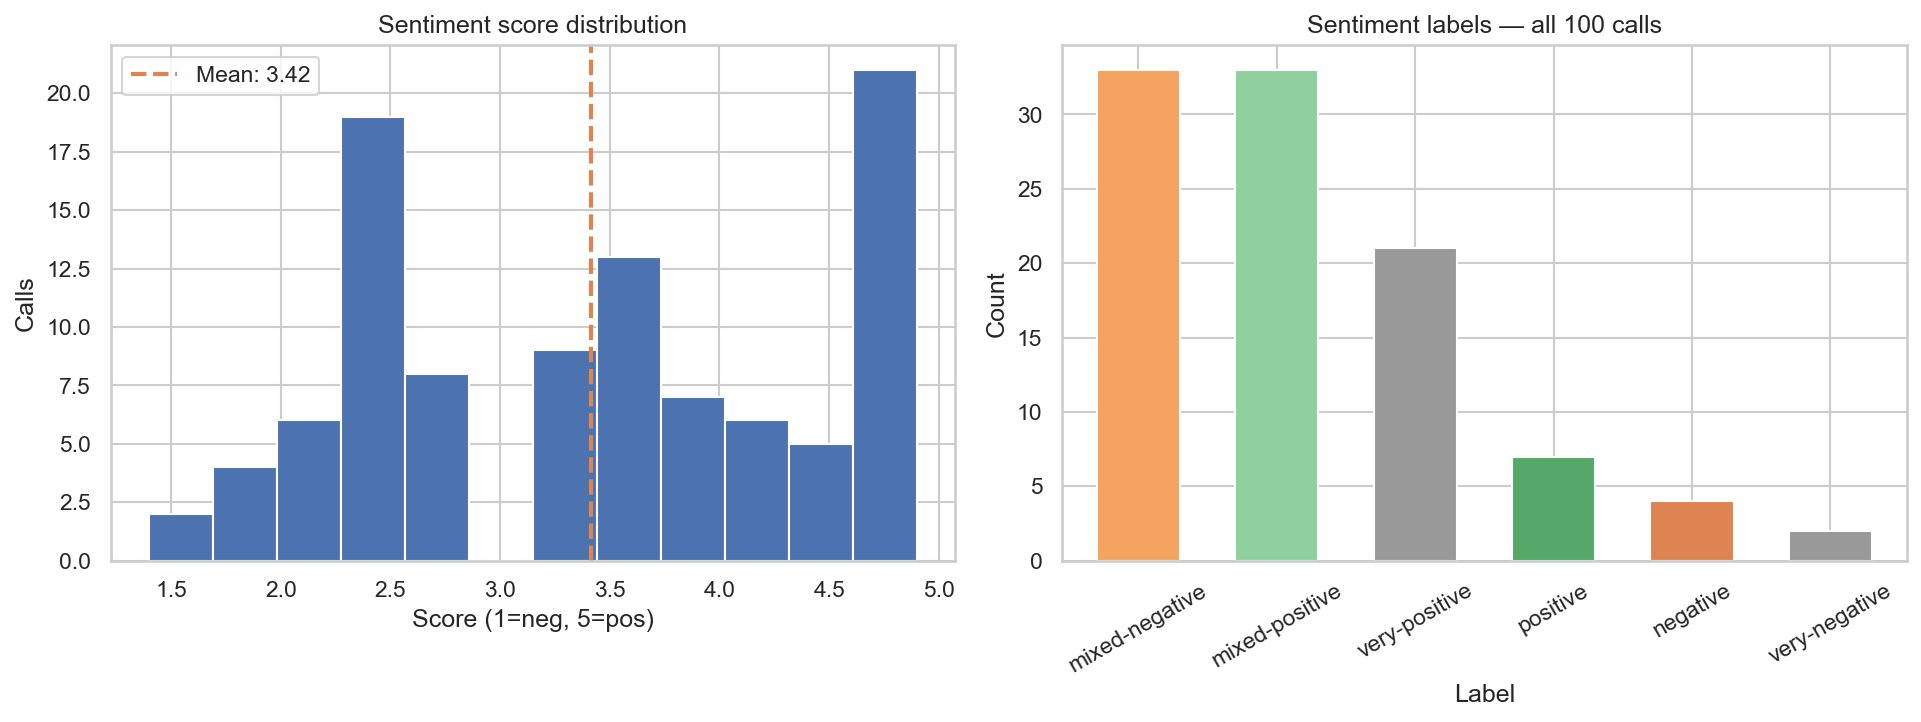 Sentiment score distribution
Mean: 3.42
Calls
20.0
17.5
15.0
12.5
10.0
7.5
5.0
2.5
0.0
1.5 2.0 2.5 3.0 3.5 4.0 4.5 5.0
Score (1=neg, 5=pos)
Sentiment labels — all 100 calls
Count
30
25
20
15
10
5
0
mixed-negative mixed-positive very-positive positive negative very-negative
Label